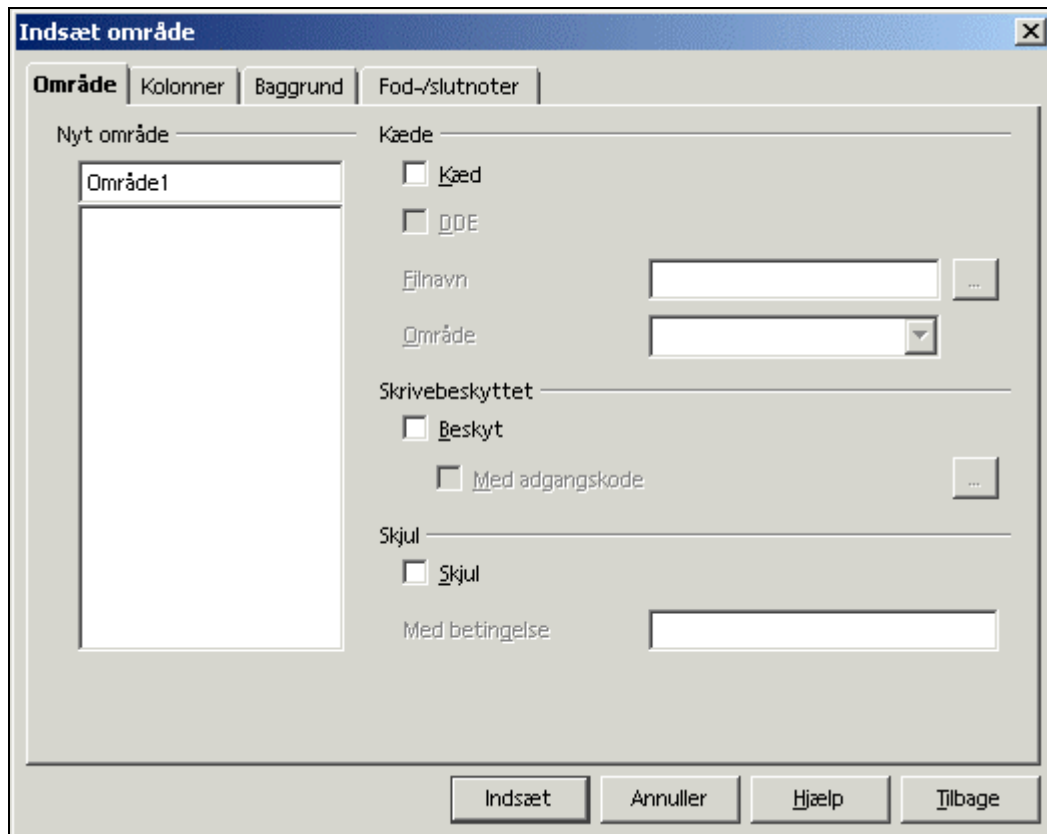 Indsæt område
Område Kolonner Baggrund Fod-/slutnoter
Nyt område
Område1
Kæde
Kæd
DDE
Filnavn ...
Område
Skrivebeskyttet
Beskyt
Med adgangskode ...
Skjul
Skjul
Med betingelse
Indsæt Annuller Hjælp Tilbage